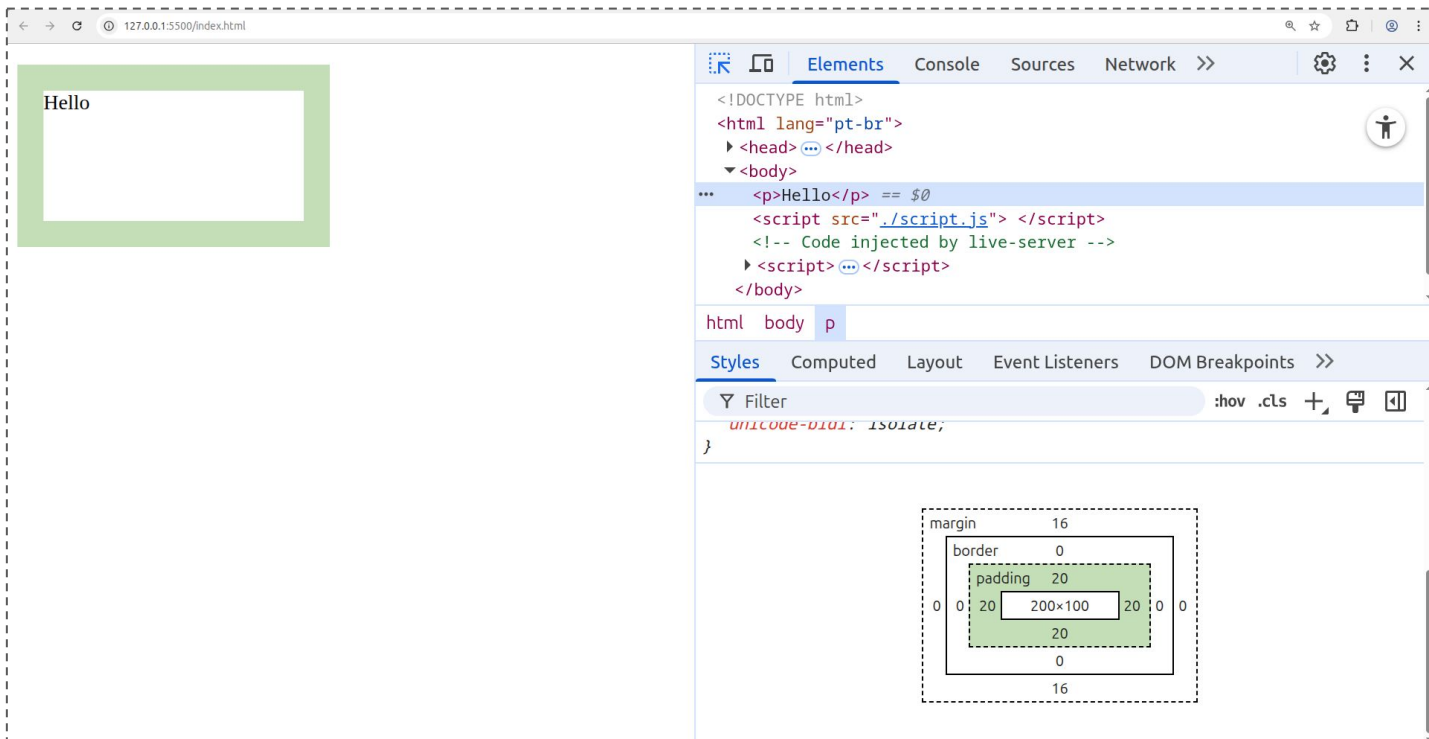 127.0.0.1:5500/index.html
Hello
Elements Console Sources Network
<!DOCTYPE html>
<html lang="pt-br">
<head> ••• </head>
<body>
••• <p>Hello</p> == $0
<script src="./script.js"> </script>
<!-- Code injected by live-server -->
<script> ••• </script>
</body>
html body p
Styles Computed Layout Event Listeners DOM Breakpoints
Filter :hov .cls
unicode-bidi: isolate;
}
margin 16
border 0
padding 20
0 0 20 200×100 20 0 0
20
0
16